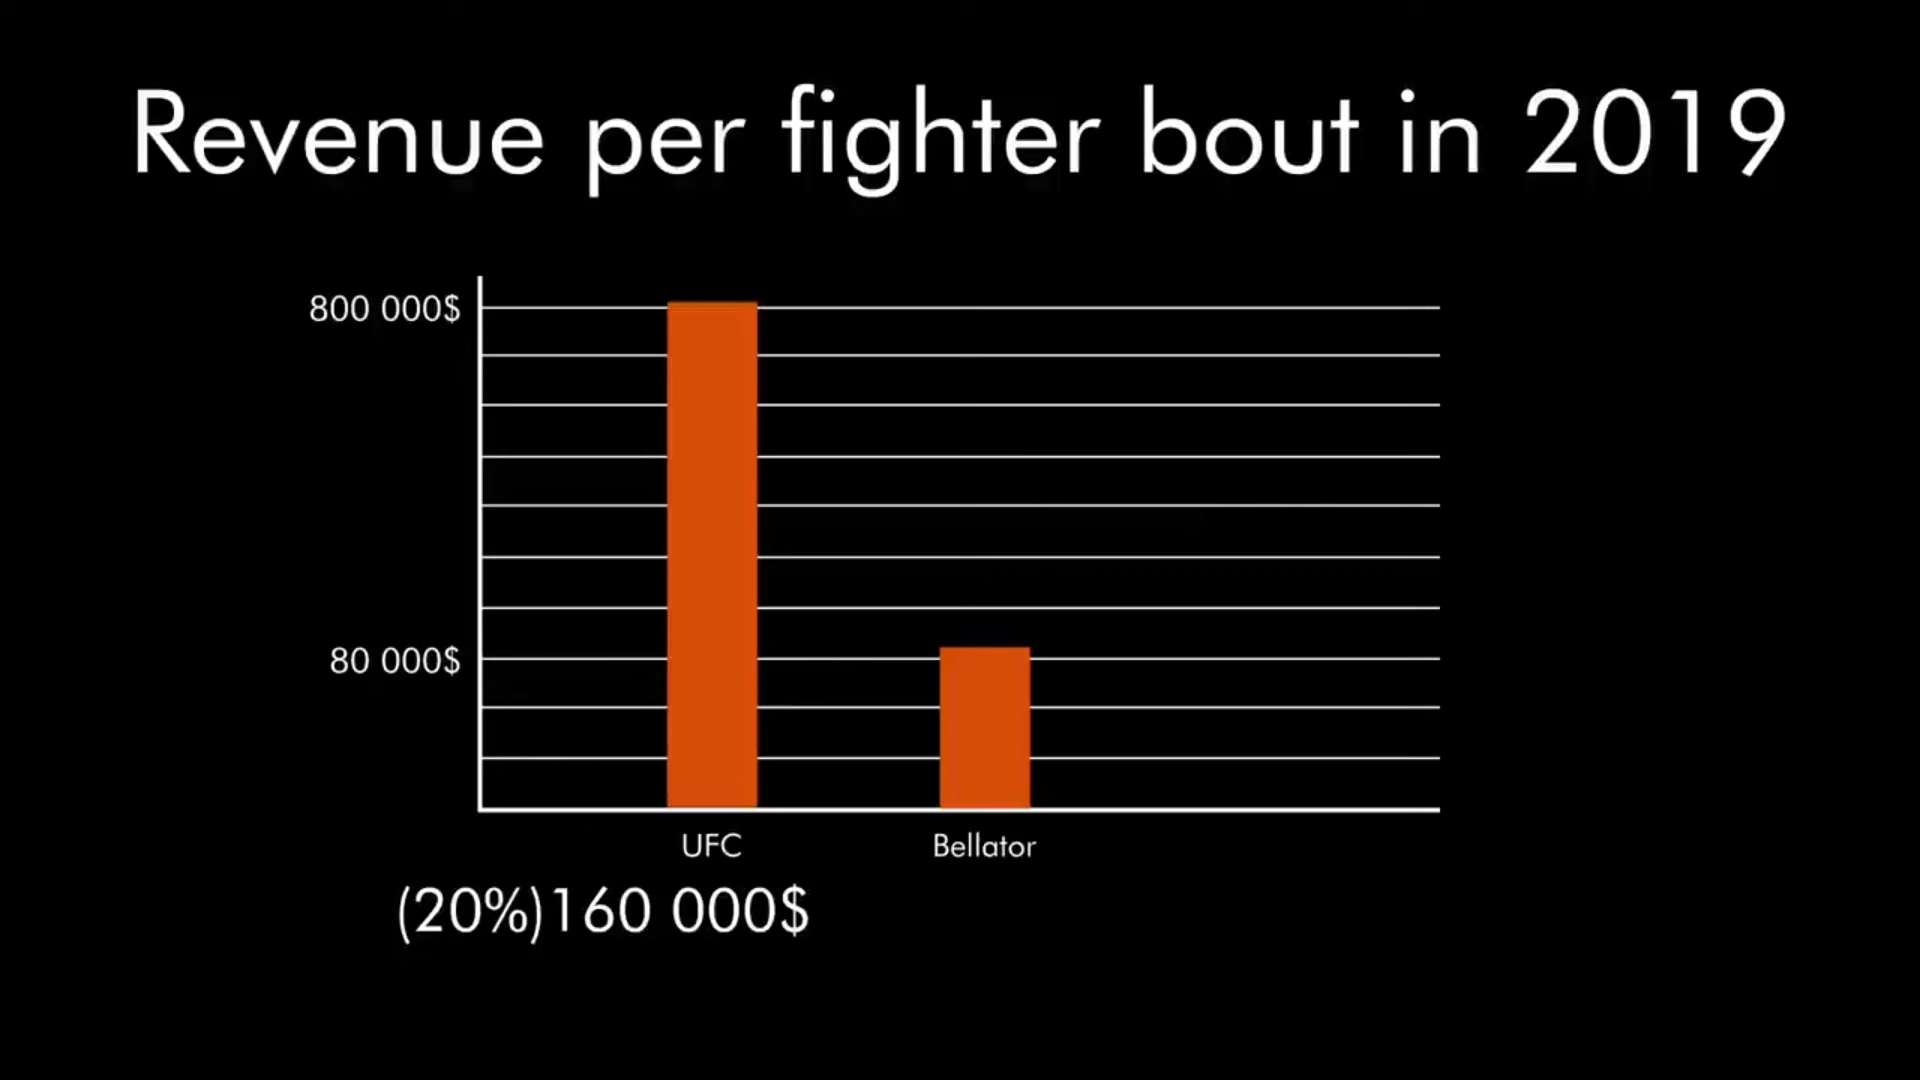 Revenue per fighter bout in 2019
800 000$
80 000$
UFC Bellator
(20%)160 000$